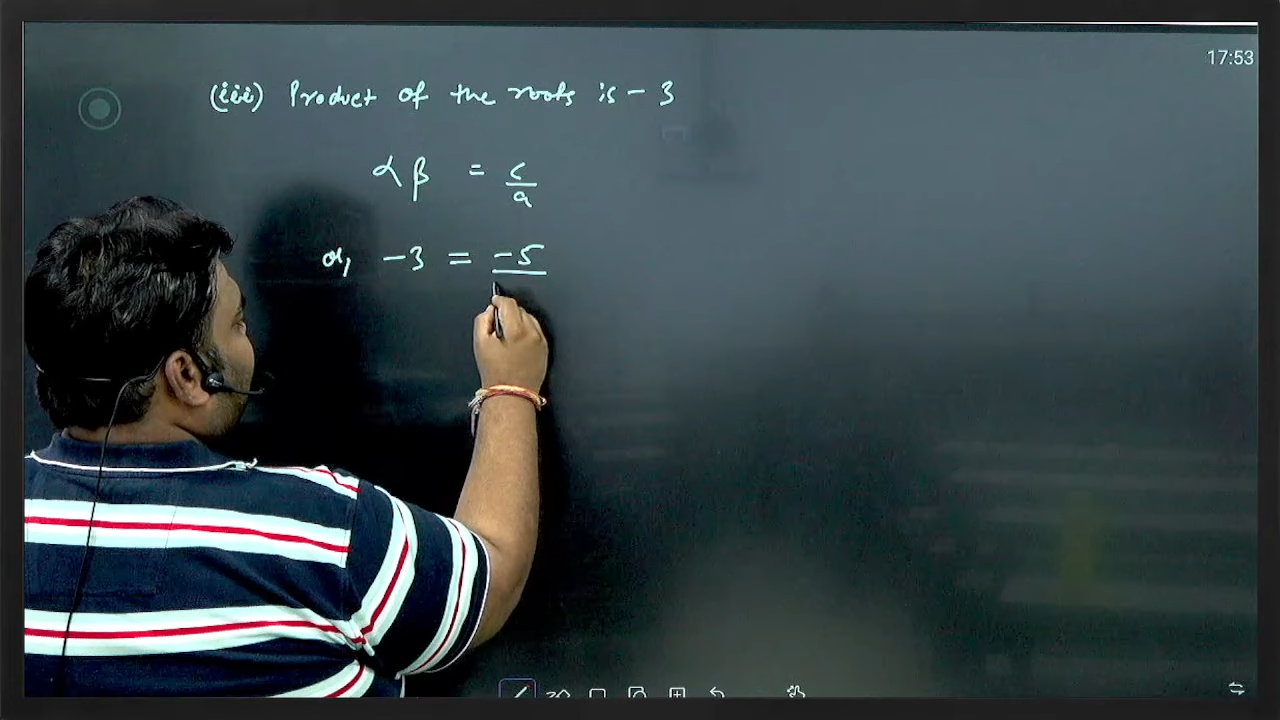 17:53
(iii) Product of the roots is - 3
αβ = c/a
α, -3 = -5